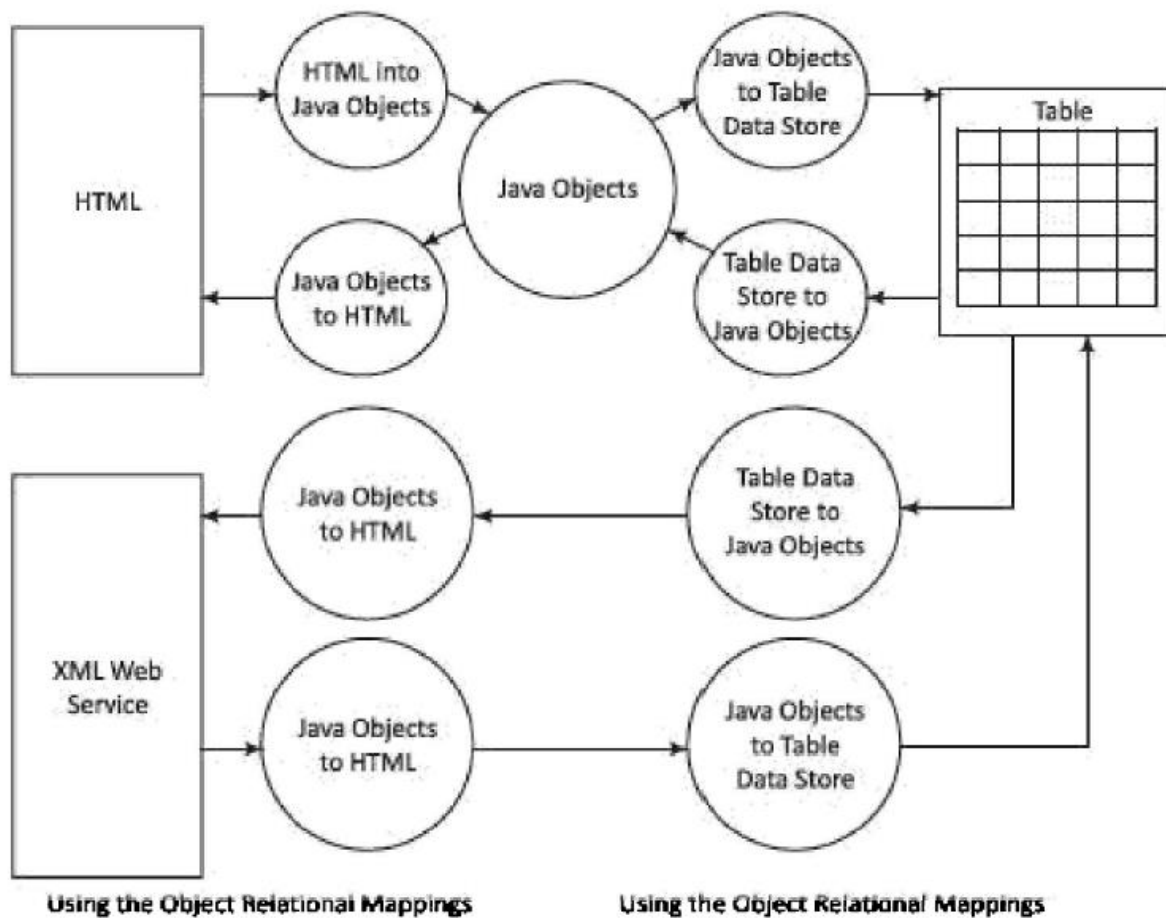 HTML into
Java Objects
Java Objects
to Table
Data Store
Table
HTML
Java Objects
Java Objects
to HTML
Table Data
Store to
Java Objects
Java Objects
to HTML
Table Data
Store to
Java Objects
XML Web
Service
Java Objects
to HTML
Java Objects
to Table
Data Store
Using the Object Relational Mappings
Using the Object Relational Mappings